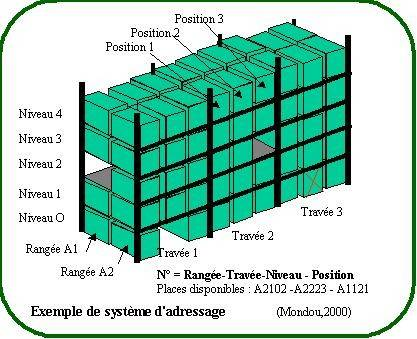 Position 3
Position 2
Position 1
Niveau 4
Niveau 3
Niveau 2
Niveau 1
Niveau O
Rangée A1
Rangée A2
Travée 1
Travée 2
Travée 3
N° = Rangée-Travée-Niveau - Position
Places disponibles : A2102 -A2223 - A1121
Exemple de système d'adressage (Mondou,2000)